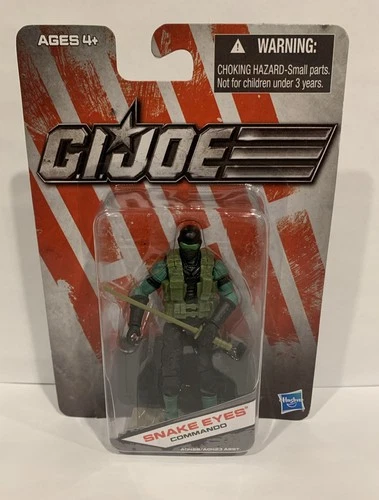 AGES 4+
WARNING:
CHOKING HAZARD-Small parts.
Not for children under 3 years.
G.I. JOE
SNAKE EYES®
COMMANDO
Hasbro